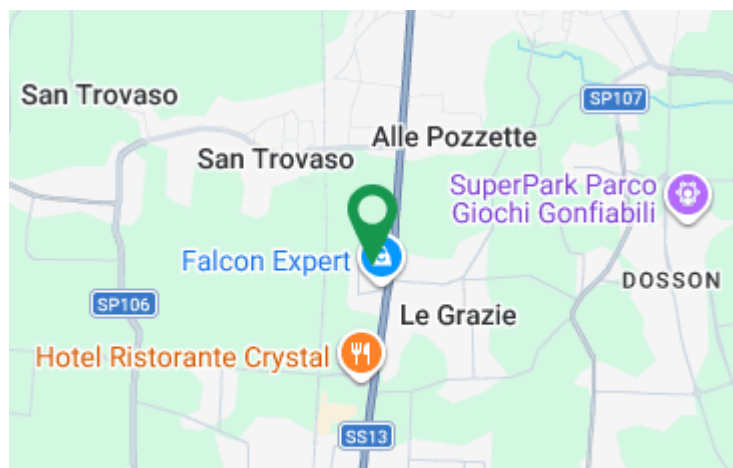 San Trovaso
SP107
Alle Pozzette
San Trovaso
SuperPark Parco
Giochi Gonfiabili
Falcon Expert
DOSSON
SP106
Le Grazie
Hotel Ristorante Crystal
SS13